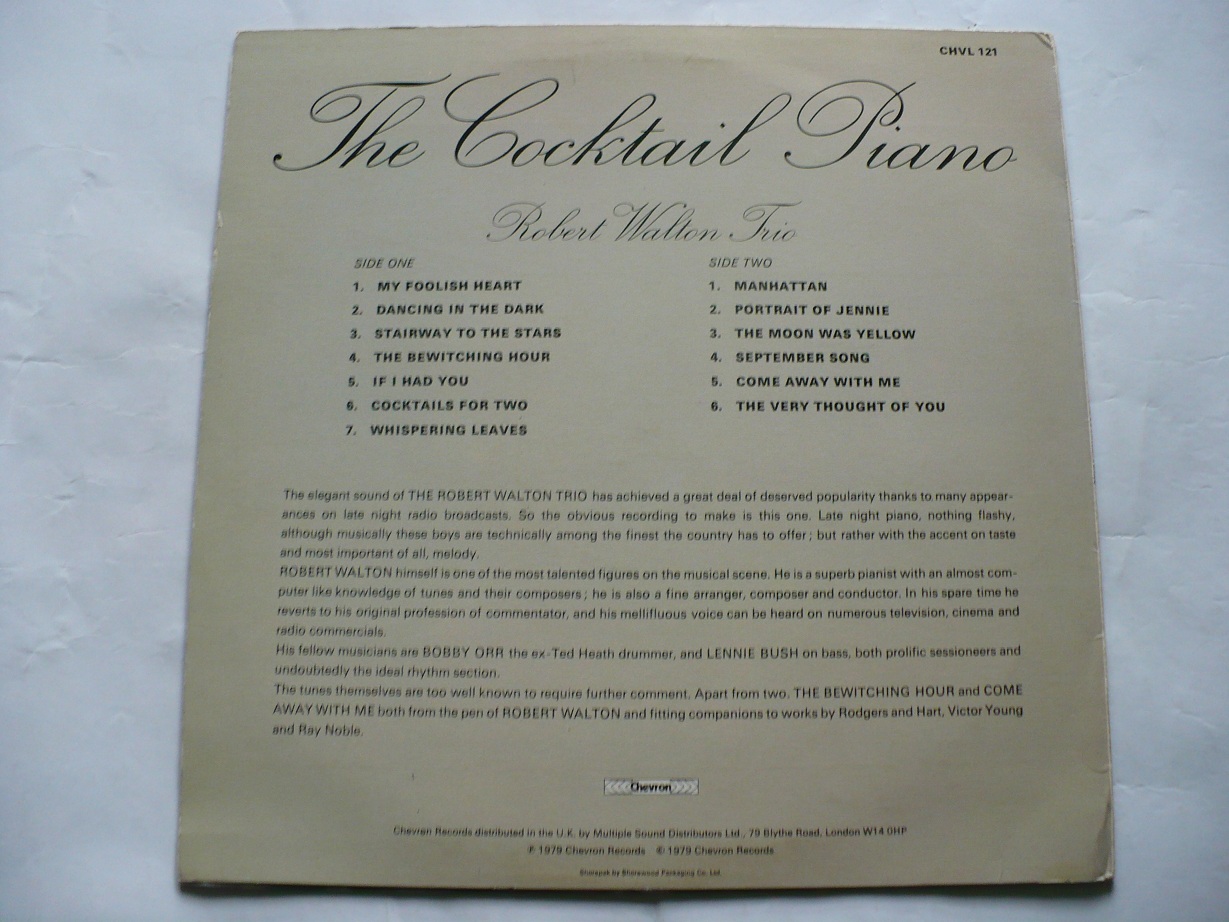 CHVL 121
The Cocktail Piano
Robert Walton Trio
SIDE ONE
1. MY FOOLISH HEART
2. DANCING IN THE DARK
3. STAIRWAY TO THE STARS
4. THE BEWITCHING HOUR
5. IF I HAD YOU
6. COCKTAILS FOR TWO
7. WHISPERING LEAVES
SIDE TWO
1. MANHATTAN
2. PORTRAIT OF JENNIE
3. THE MOON WAS YELLOW
4. SEPTEMBER SONG
5. COME AWAY WITH ME
6. THE VERY THOUGHT OF YOU
The elegant sound of THE ROBERT WALTON TRIO has achieved a great deal of deserved popularity thanks to many appear-
ances on late night radio broadcasts. So the obvious recording to make is this one. Late night piano, nothing flashy,
although musically these boys are technically among the finest the country has to offer; but rather with the accent on taste
and most important of all, melody.
ROBERT WALTON himself is one of the most talented figures on the musical scene. He is a superb pianist with an almost com-
puter like knowledge of tunes and their composers; he is also a fine arranger, composer and conductor. In his spare time he
reverts to his original profession of commentator, and his mellifluous voice can be heard on numerous television, cinema and
radio commercials.
His fellow musicians are BOBBY ORR the ex-Ted Heath drummer, and LENNIE BUSH on bass, both prolific sessioneers and
undoubtedly the ideal rhythm section.
The tunes themselves are too well known to require further comment. Apart from two. THE BEWITCHING HOUR and COME
AWAY WITH ME both from the pen of ROBERT WALTON and fitting companions to works by Rodgers and Hart, Victor Young
and Ray Noble.
Chevron
Chevron Records distributed in the U.K. by Multiple Sound Distributors Ltd., 79 Blythe Road, London W14 0HP
℗ 1979 Chevron Records © 1979 Chevron Records
Shorepak by Shorewood Packaging Co. Ltd.